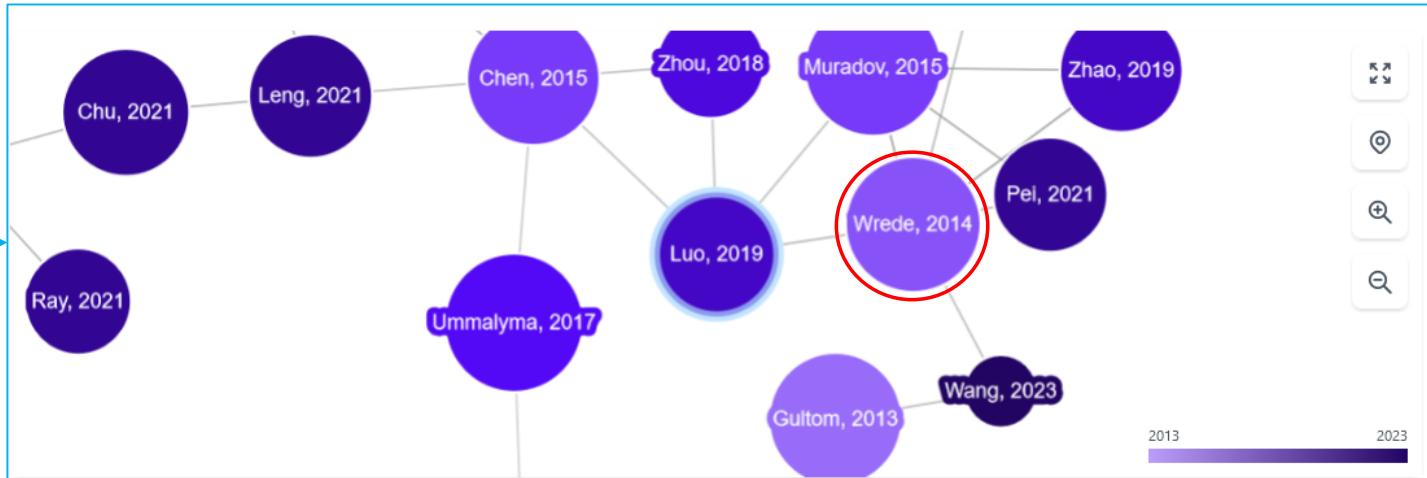 Zhou, 2018
Muradov, 2015
Zhao, 2019
Chen, 2015
Leng, 2021
Chu, 2021
Pei, 2021
Wrede, 2014
Luo, 2019
Ray, 2021
Ummalyma, 2017
Wang, 2023
Gultom, 2013
2013 2023